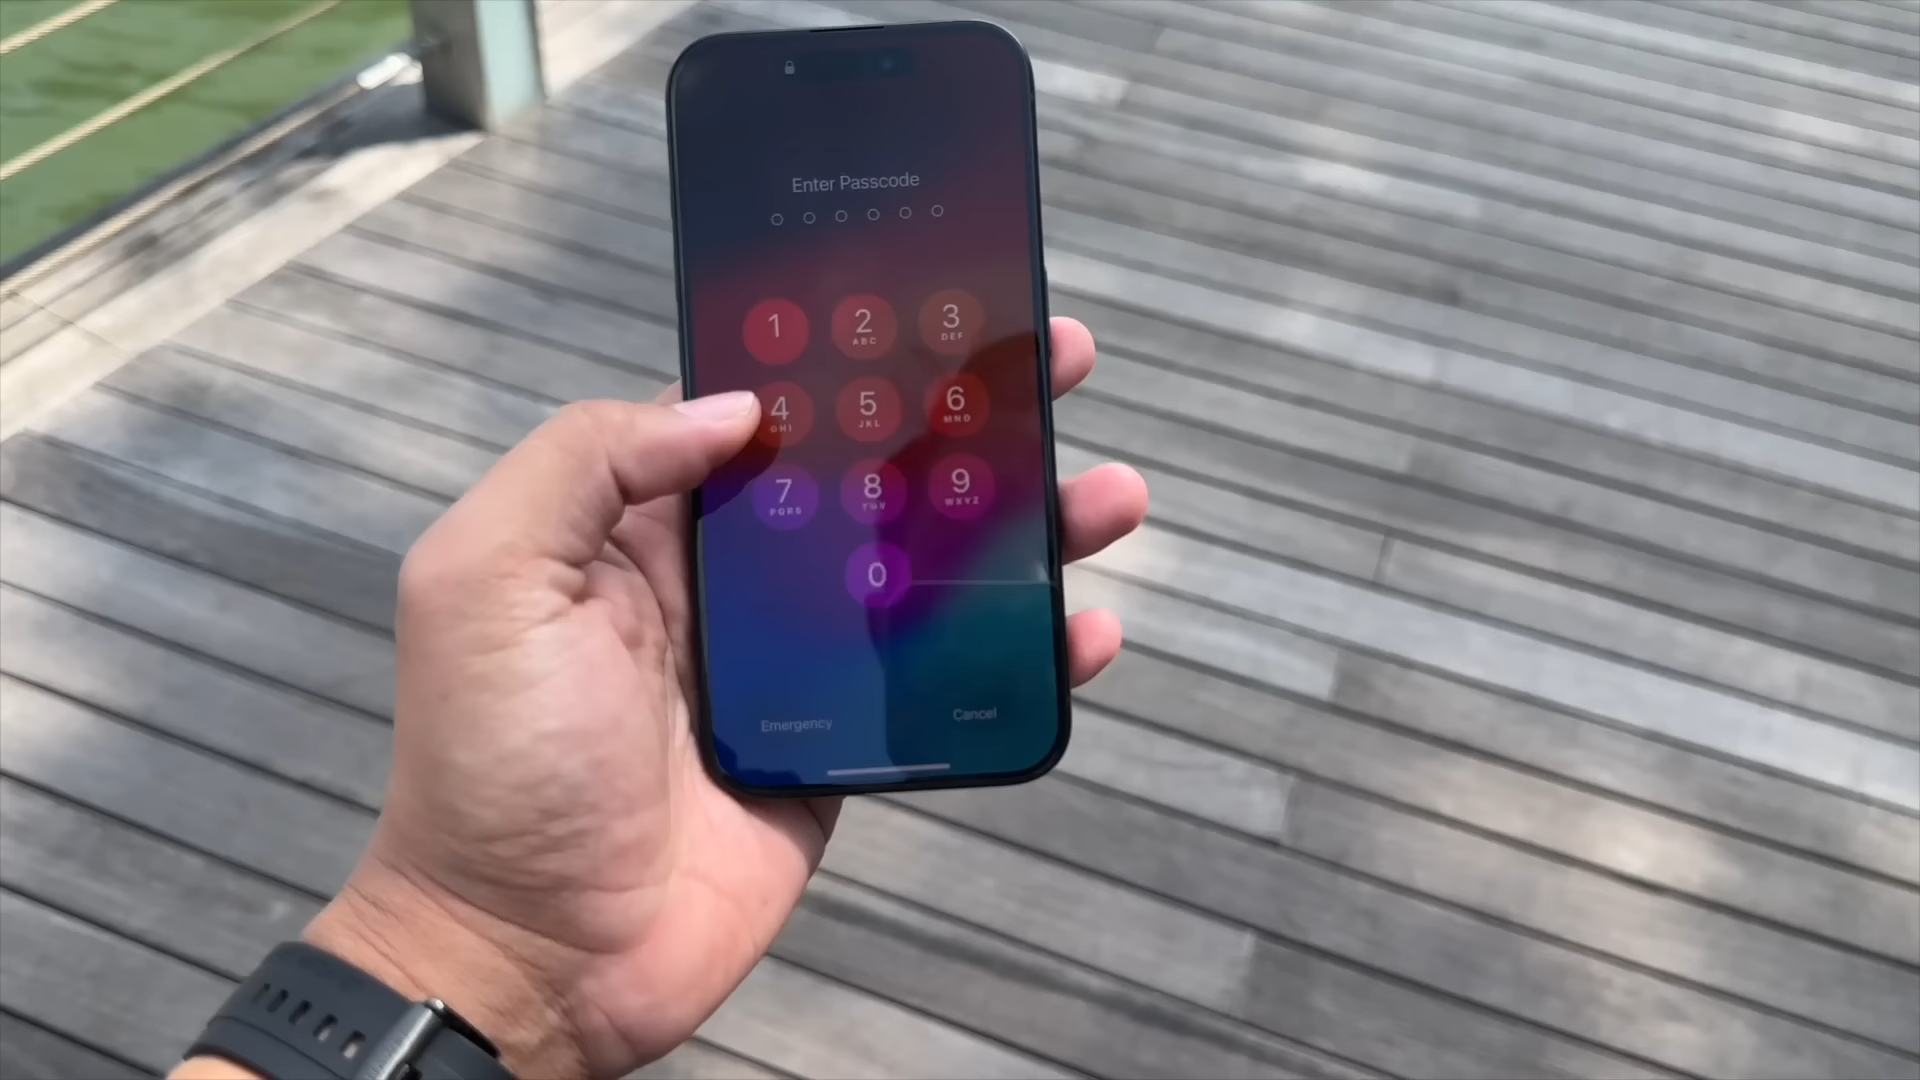 Enter Passcode
1 2 3
ABC DEF
4 5 6
GHI JKL MNO
7 8 9
PQRS TUV WXYZ
0
Emergency Cancel